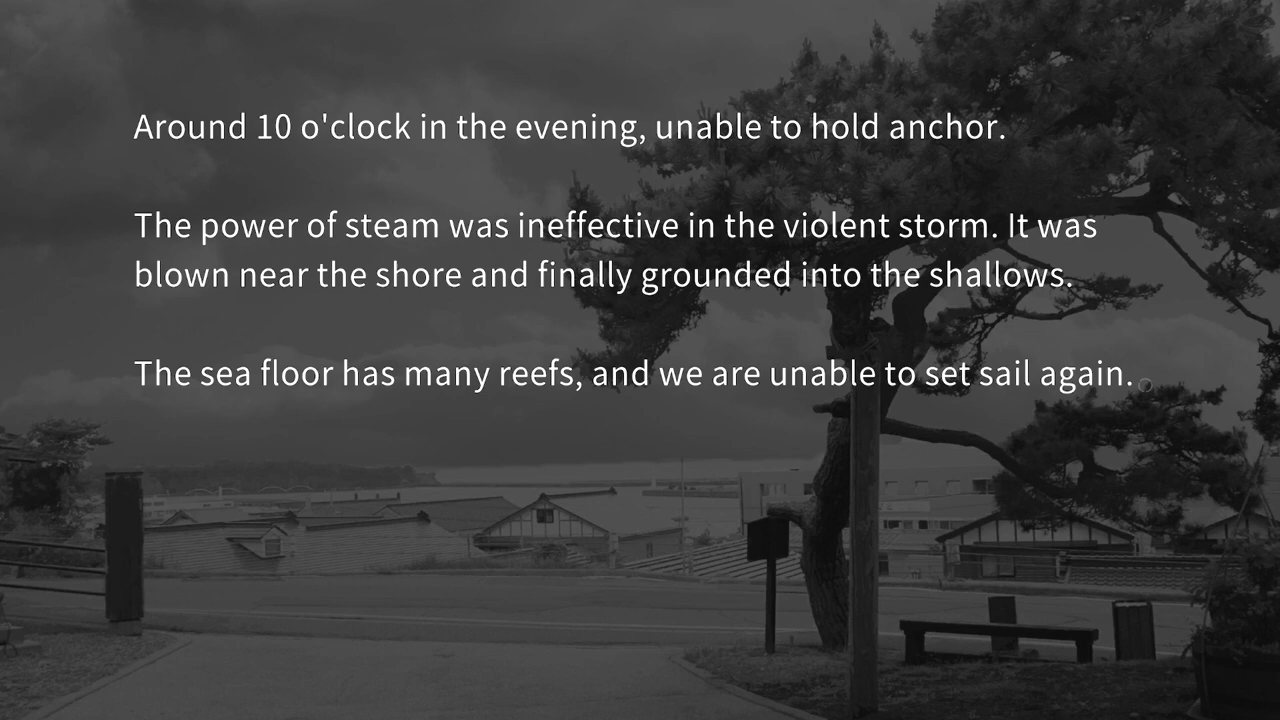 Around 10 o'clock in the evening, unable to hold anchor.
The power of steam was ineffective in the violent storm. It was
blown near the shore and finally grounded into the shallows.
The sea floor has many reefs, and we are unable to set sail again.